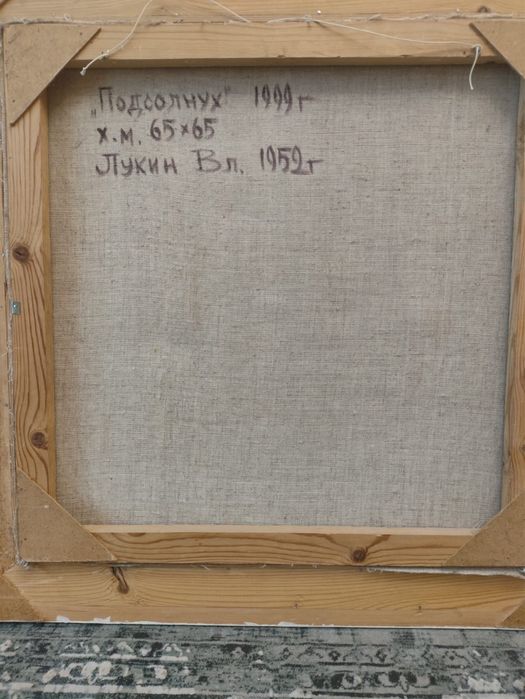 „Подсолнух" 1999г
х.м. 65×65
Лукин Вл. 1952г